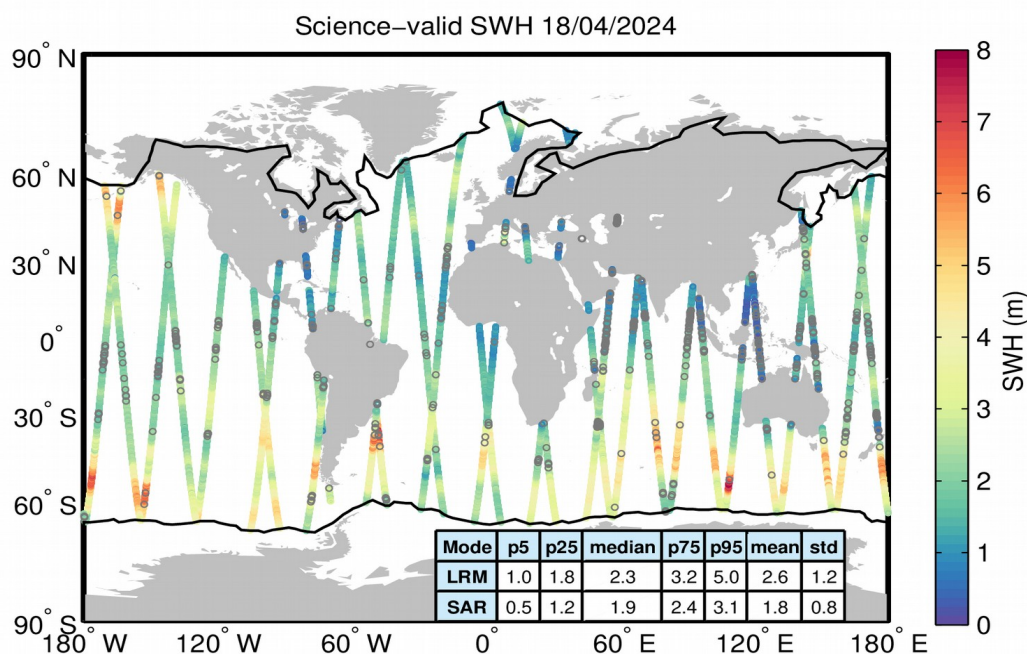 Science−valid SWH 18/04/2024
90° N
60° N
30° N
0°
30° S
60° S
90° S
180° W
120° W
60° W
0°
60° E
120° E
180° E
8
7
6
5
4
3
2
1
0
SWH (m)
Mode p5 p25 median p75 p95 mean std
LRM 1.0 1.8 2.3 3.2 5.0 2.6 1.2
SAR 0.5 1.2 1.9 2.4 3.1 1.8 0.8